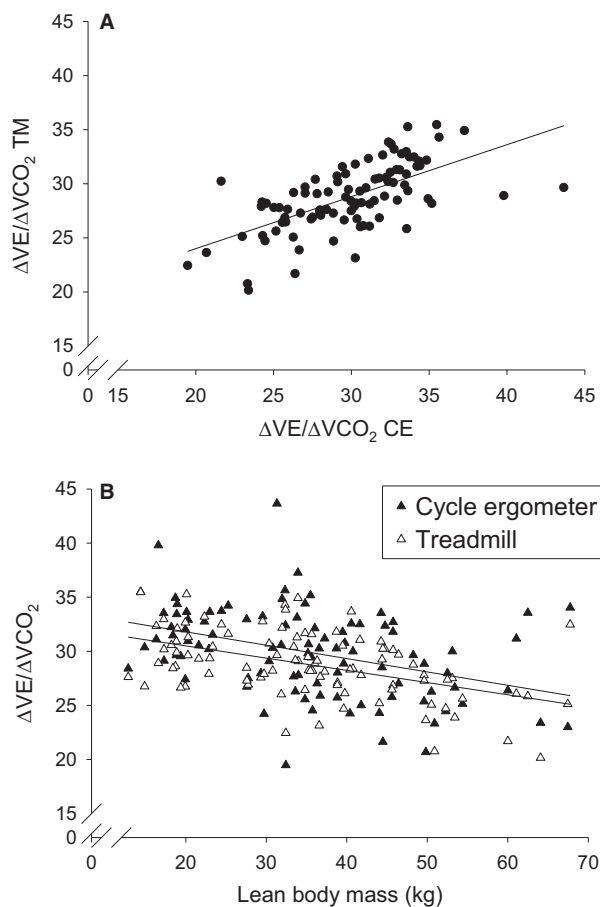 A
45
40
35
30
25
20
15
0
ΔVE/ΔVCO₂ TM
0 15 20 25 30 35 40 45
ΔVE/ΔVCO₂ CE
B
45
40
35
30
25
20
15
0
ΔVE/ΔVCO₂
Cycle ergometer
Treadmill
0 20 30 40 50 60 70
Lean body mass (kg)